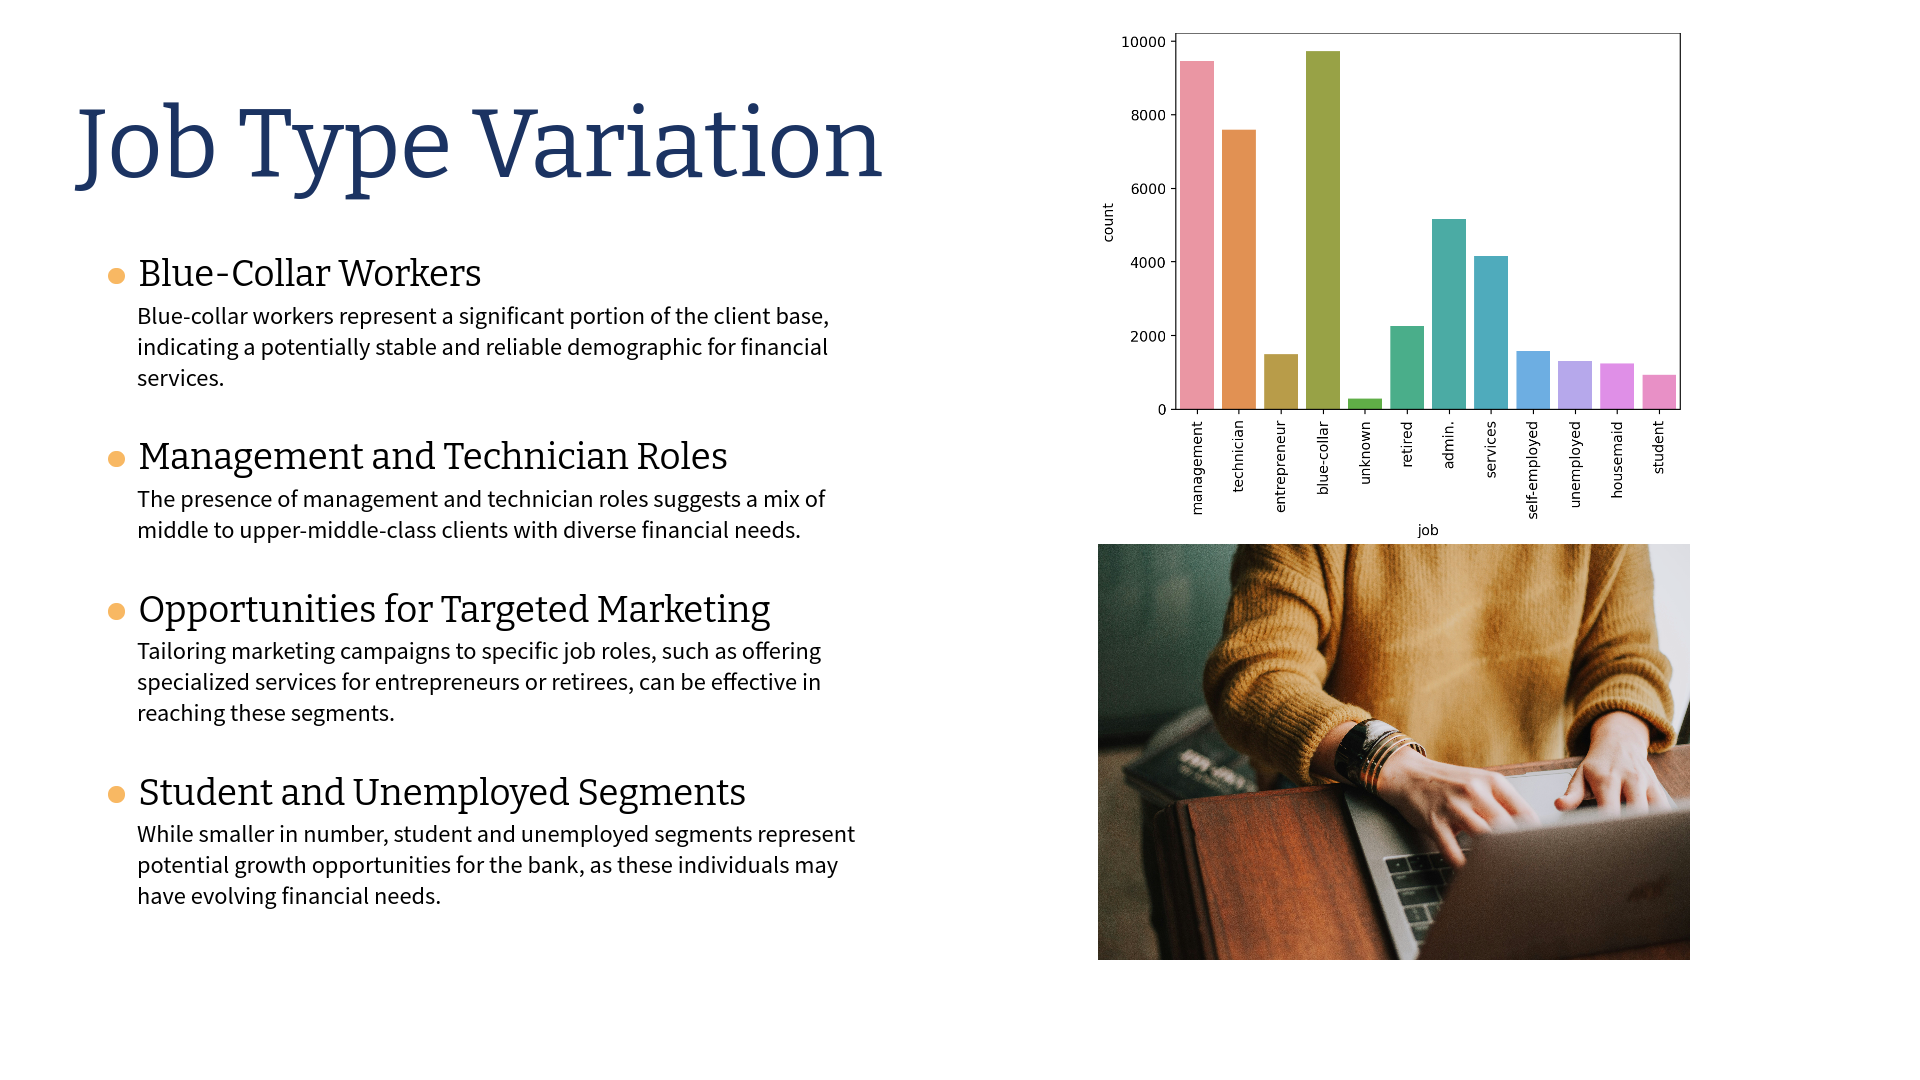 Job Type Variation
Blue-Collar Workers
Blue-collar workers represent a significant portion of the client base,
indicating a potentially stable and reliable demographic for financial
services.
Management and Technician Roles
The presence of management and technician roles suggests a mix of
middle to upper-middle-class clients with diverse financial needs.
Opportunities for Targeted Marketing
Tailoring marketing campaigns to specific job roles, such as offering
specialized services for entrepreneurs or retirees, can be effective in
reaching these segments.
Student and Unemployed Segments
While smaller in number, student and unemployed segments represent
potential growth opportunities for the bank, as these individuals may
have evolving financial needs.
10000
8000
6000
4000
2000
0
count
management
technician
entrepreneur
blue-collar
unknown
retired
admin.
services
self-employed
unemployed
housemaid
student
job